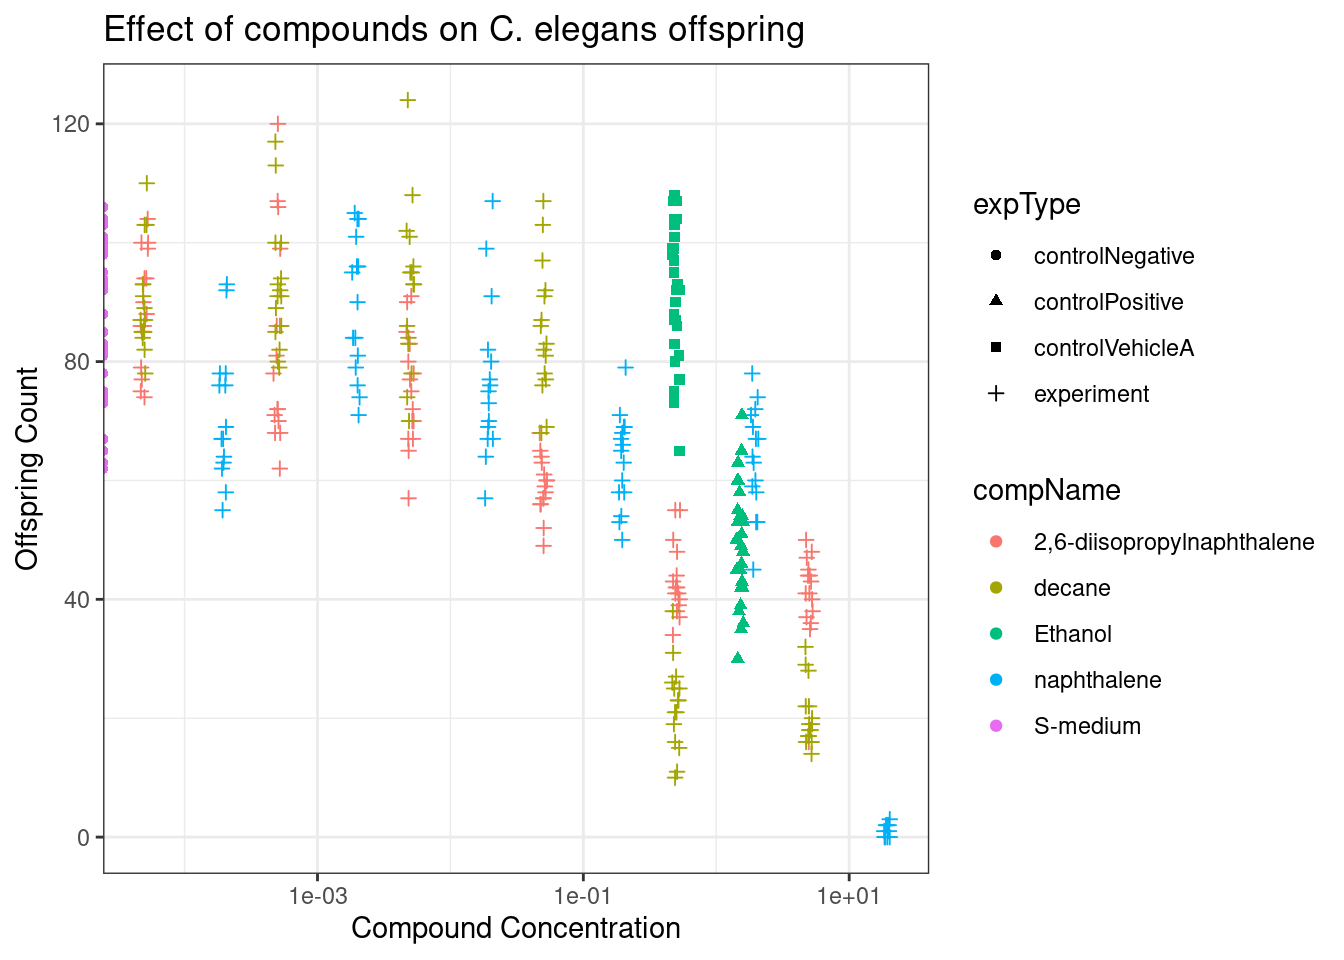 Effect of compounds on C. elegans offspring
120
80
40
0
Offspring Count
1e-03
1e-01
1e+01
Compound Concentration
expType
controlNegative
controlPositive
controlVehicleA
experiment
compName
2,6-diisopropylnaphthalene
decane
Ethanol
naphthalene
S-medium